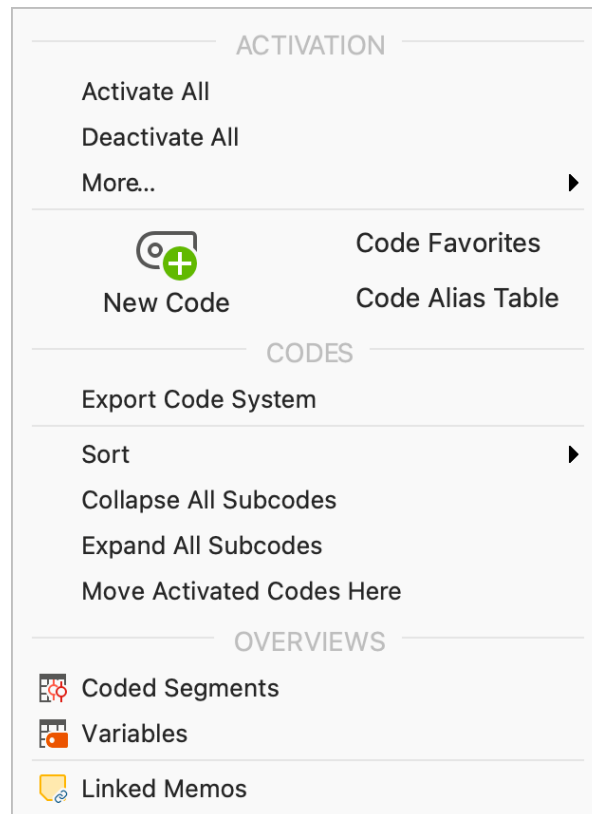 ACTIVATION
Activate All
Deactivate All
More...
New Code
Code Favorites
Code Alias Table
CODES
Export Code System
Sort
Collapse All Subcodes
Expand All Subcodes
Move Activated Codes Here
OVERVIEWS
Coded Segments
Variables
Linked Memos